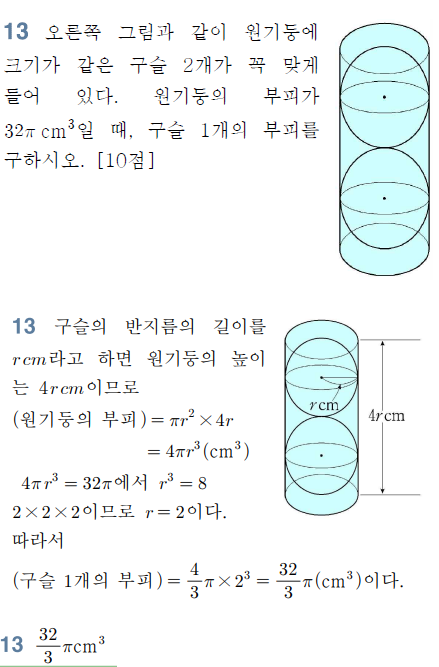 13 오른쪽 그림과 같이 원기둥에
크기가 같은 구슬 2개가 꼭 맞게
들어 있다. 원기둥의 부피가
32π cm³일 때, 구슬 1개의 부피를
구하시오. [10점]
13 구슬의 반지름의 길이를
rcm라고 하면 원기둥의 높이
는 4rcm이므로
(원기둥의 부피) = πr² × 4r
= 4πr³(cm³)
4πr³ = 32π에서 r³ = 8
2×2×2이므로 r = 2이다.
따라서
(구슬 1개의 부피) = 4/3 π × 2³ = 32/3 π(cm³)이다.
rcm
4rcm
13 32/3 πcm³